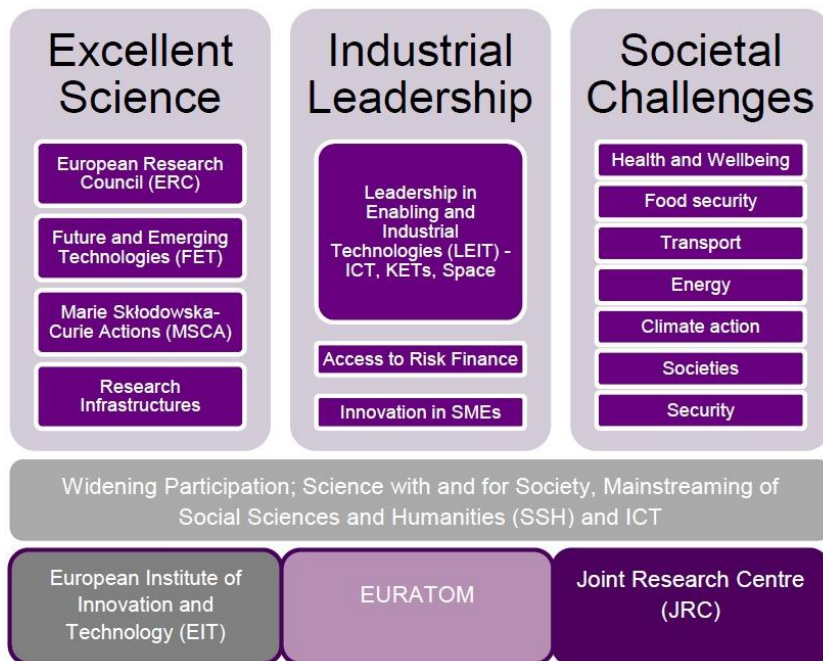 Excellent
Science
European Research
Council (ERC)
Future and Emerging
Technologies (FET)
Marie Skłodowska-
Curie Actions (MSCA)
Research
Infrastructures
Industrial
Leadership
Leadership in
Enabling and
Industrial
Technologies (LEIT) -
ICT, KETs, Space
Access to Risk Finance
Innovation in SMEs
Societal
Challenges
Health and Wellbeing
Food security
Transport
Energy
Climate action
Societies
Security
Widening Participation; Science with and for Society, Mainstreaming of
Social Sciences and Humanities (SSH) and ICT
European Institute of
Innovation and
Technology (EIT)
EURATOM
Joint Research Centre
(JRC)